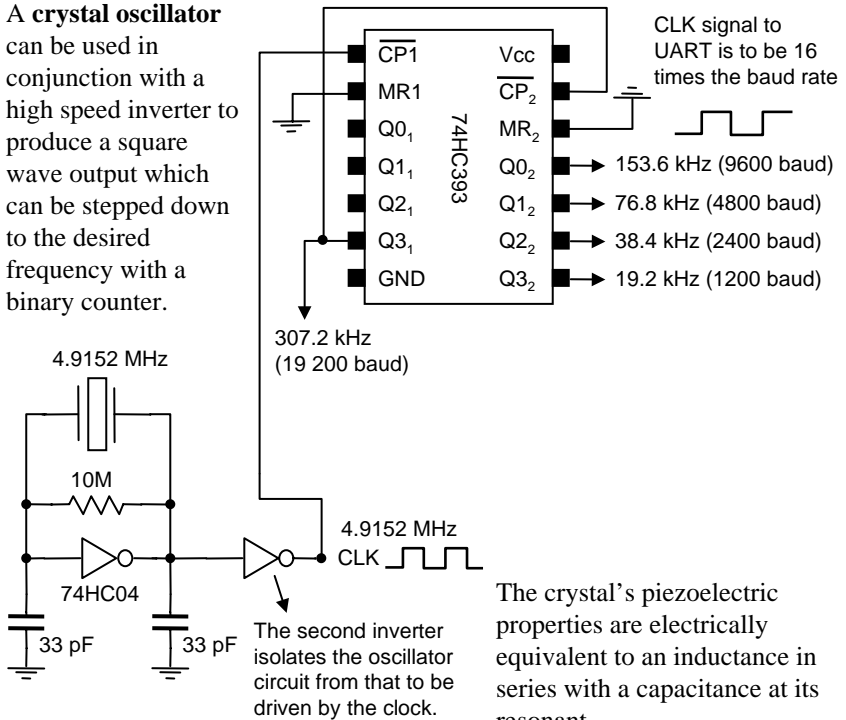 A crystal oscillator
can be used in
conjunction with a
high speed inverter to
produce a square
wave output which
can be stepped down
to the desired
frequency with a
binary counter.
CP1
MR1
Q0₁
Q1₁
Q2₁
Q3₁
GND
74HC393
Vcc
CP₂
MR₂
Q0₂
Q1₂
Q2₂
Q3₂
CLK signal to
UART is to be 16
times the baud rate
153.6 kHz (9600 baud)
76.8 kHz (4800 baud)
38.4 kHz (2400 baud)
19.2 kHz (1200 baud)
307.2 kHz
(19 200 baud)
4.9152 MHz
10M
74HC04
33 pF
33 pF
4.9152 MHz
CLK
The second inverter
isolates the oscillator
circuit from that to be
driven by the clock.
The crystal’s piezoelectric
properties are electrically
equivalent to an inductance in
series with a capacitance at its
resonant